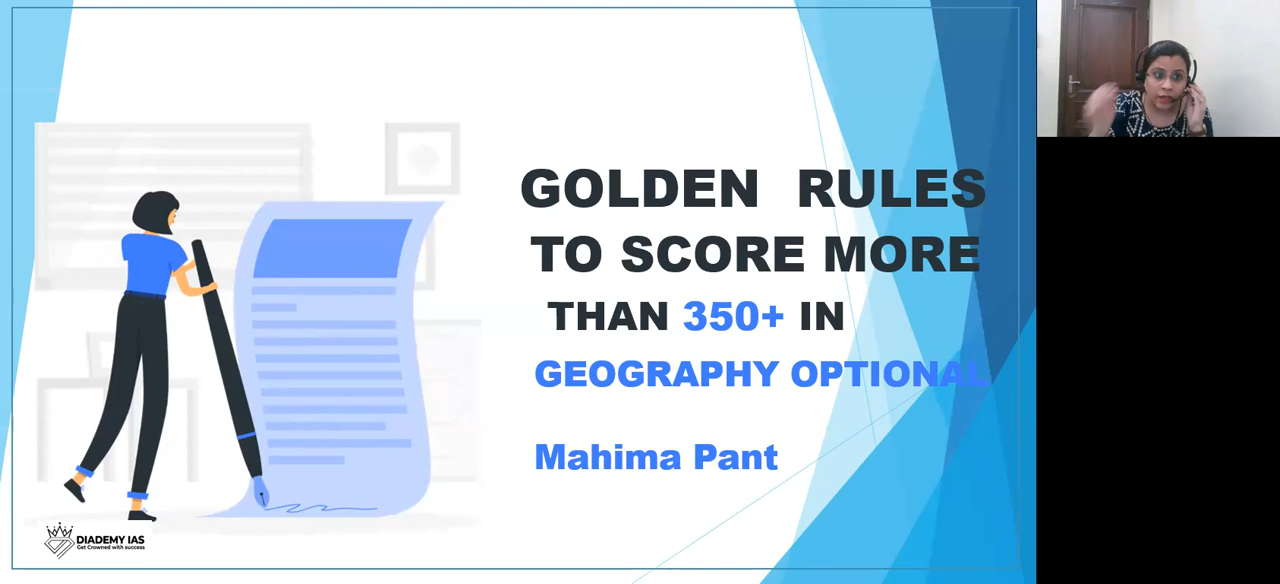 GOLDEN RULES
TO SCORE MORE
THAN 350+ IN
GEOGRAPHY OPTIONAL
Mahima Pant
DIADEMY IAS
Get Crowned with success